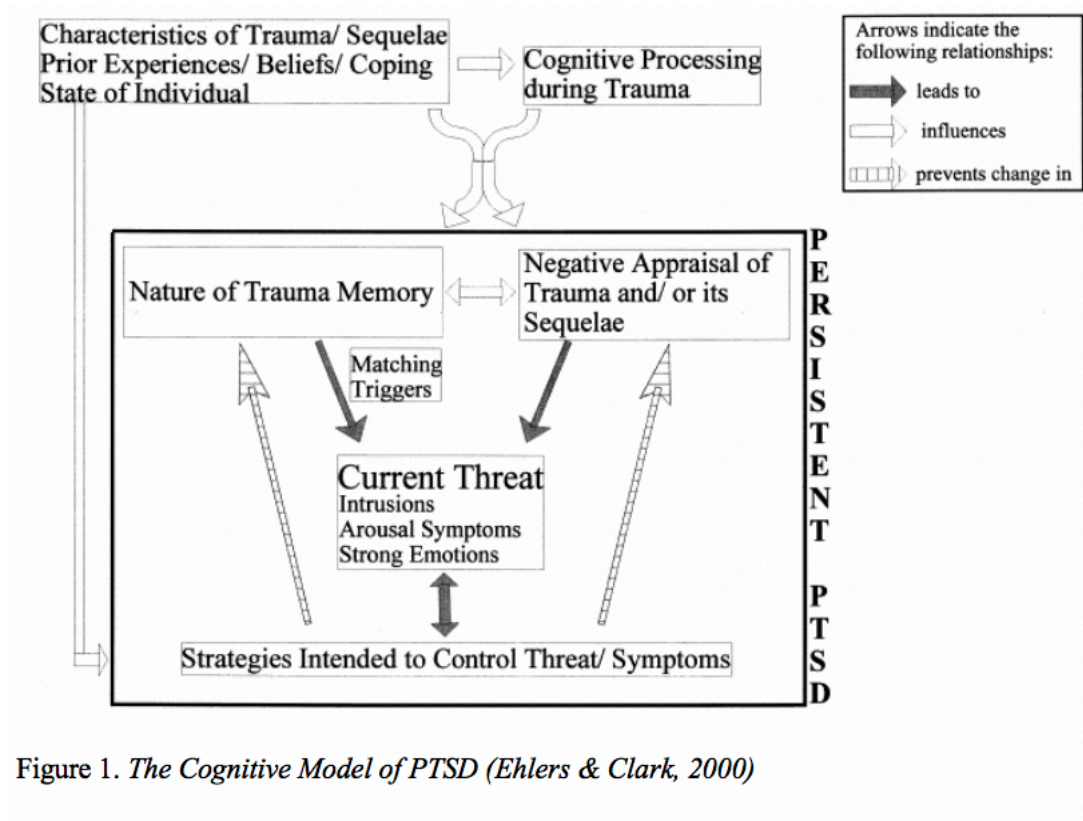 Characteristics of Trauma/ Sequelae
Prior Experiences/ Beliefs/ Coping
State of Individual
Cognitive Processing
during Trauma
Arrows indicate the
following relationships:
leads to
influences
prevents change in
Nature of Trauma Memory
Negative Appraisal of
Trauma and/ or its
Sequelae
Matching
Triggers
Current Threat
Intrusions
Arousal Symptoms
Strong Emotions
Strategies Intended to Control Threat/ Symptoms
PERSISTENT PTSD
Figure 1. The Cognitive Model of PTSD (Ehlers & Clark, 2000)